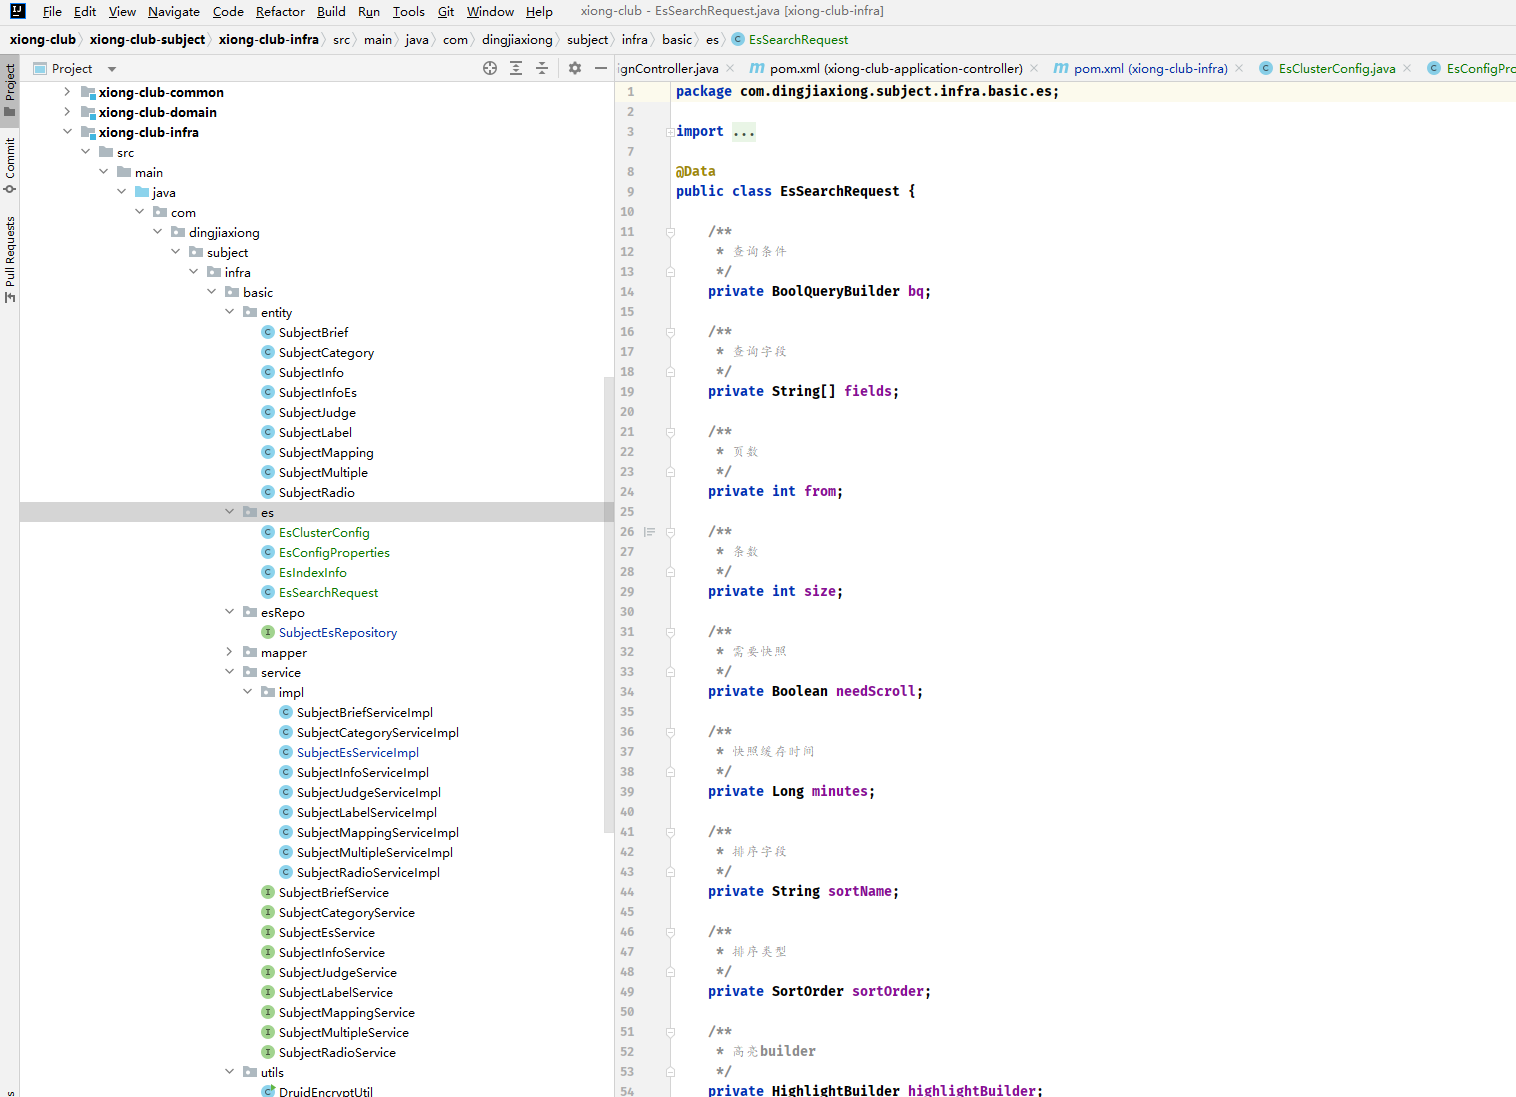 File Edit View Navigate Code Refactor Build Run Tools Git Window Help xiong-club - EsSearchRequest.java [xiong-club-infra]
xiong-club xiong-club-subject xiong-club-infra src main java com dingjiaxiong subject infra basic es EsSearchRequest
Project
ignController.java pom.xml (xiong-club-application-controller) pom.xml (xiong-club-infra) EsClusterConfig.java EsConfigPro
Project
Commit
Pull Requests
xiong-club-common
xiong-club-domain
xiong-club-infra
src
main
java
com
dingjiaxiong
subject
infra
basic
entity
SubjectBrief
SubjectCategory
SubjectInfo
SubjectInfoEs
SubjectJudge
SubjectLabel
SubjectMapping
SubjectMultiple
SubjectRadio
es
EsClusterConfig
EsConfigProperties
EsIndexInfo
EsSearchRequest
esRepo
SubjectEsRepository
mapper
service
impl
SubjectBriefServiceImpl
SubjectCategoryServiceImpl
SubjectEsServiceImpl
SubjectInfoServiceImpl
SubjectJudgeServiceImpl
SubjectLabelServiceImpl
SubjectMappingServiceImpl
SubjectMultipleServiceImpl
SubjectRadioServiceImpl
SubjectBriefService
SubjectCategoryService
SubjectEsService
SubjectInfoService
SubjectJudgeService
SubjectLabelService
SubjectMappingService
SubjectMultipleService
SubjectRadioService
utils
DruidEncryptUtil
1 package com.dingjiaxiong.subject.infra.basic.es;
2
3 import ...
7
8 @Data
9 public class EsSearchRequest {
10
11 /**
12 * 查询条件
13 */
14 private BoolQueryBuilder bq;
15
16 /**
17 * 查询字段
18 */
19 private String[] fields;
20
21 /**
22 * 页数
23 */
24 private int from;
25
26 /**
27 * 条数
28 */
29 private int size;
30
31 /**
32 * 需要快照
33 */
34 private Boolean needScroll;
35
36 /**
37 * 快照缓存时间
38 */
39 private Long minutes;
40
41 /**
42 * 排序字段
43 */
44 private String sortName;
45
46 /**
47 * 排序类型
48 */
49 private SortOrder sortOrder;
50
51 /**
52 * 高亮builder
53 */
54 private HighlightBuilder highlightBuilder;